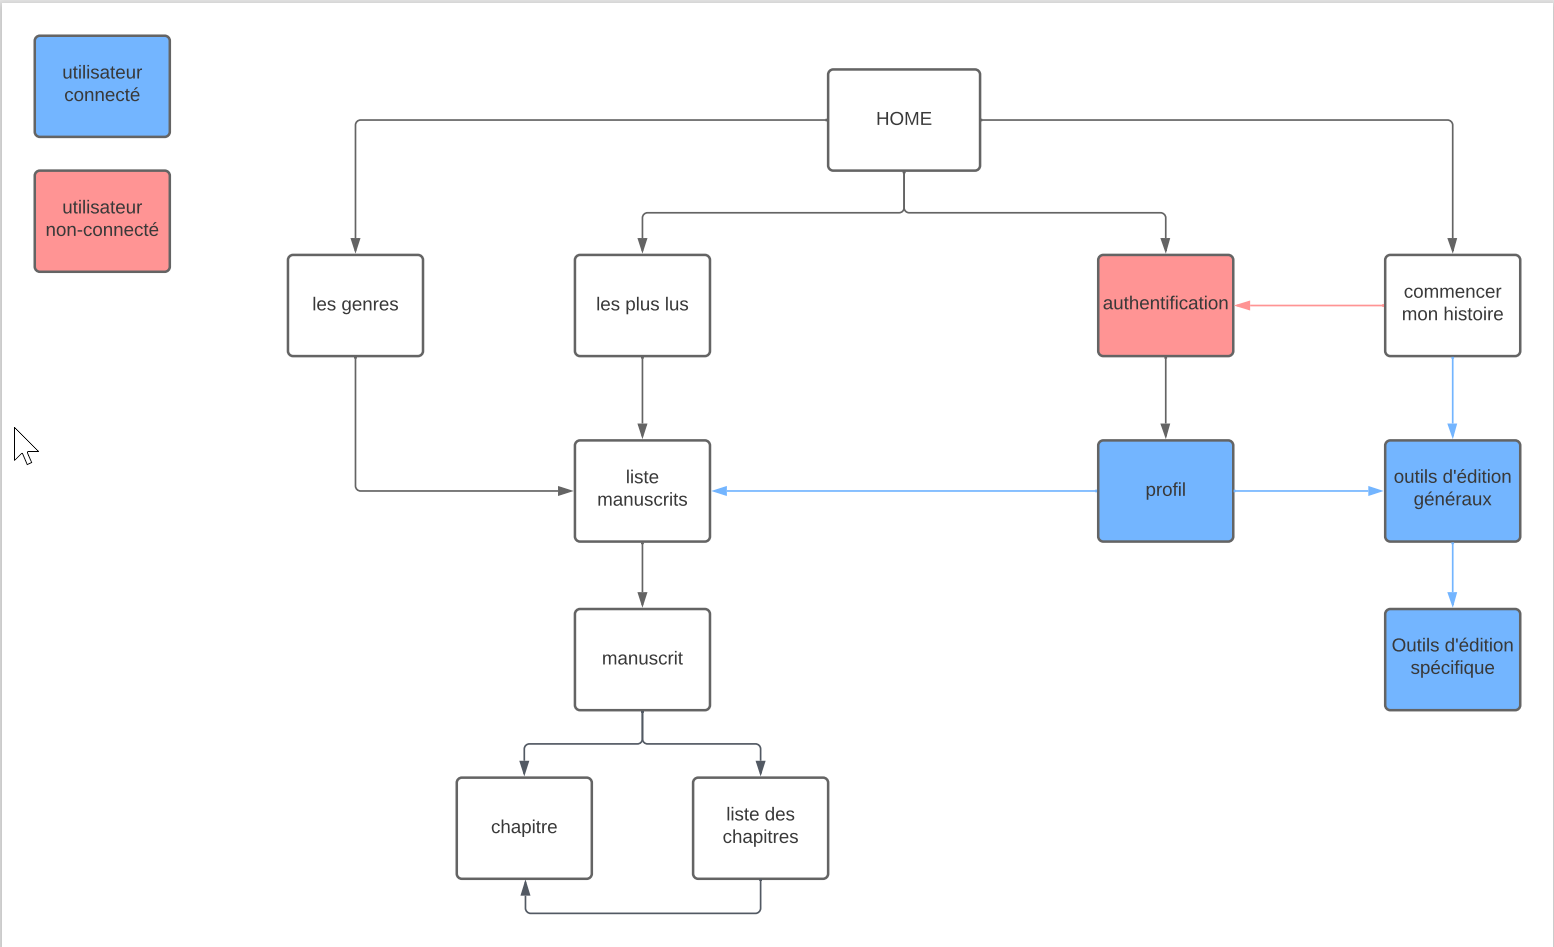 utilisateur
connecté
utilisateur
non-connecté
HOME
les genres
les plus lus
authentification
commencer
mon histoire
liste
manuscrits
profil
outils d'édition
généraux
manuscrit
Outils d'édition
spécifique
chapitre
liste des
chapitres